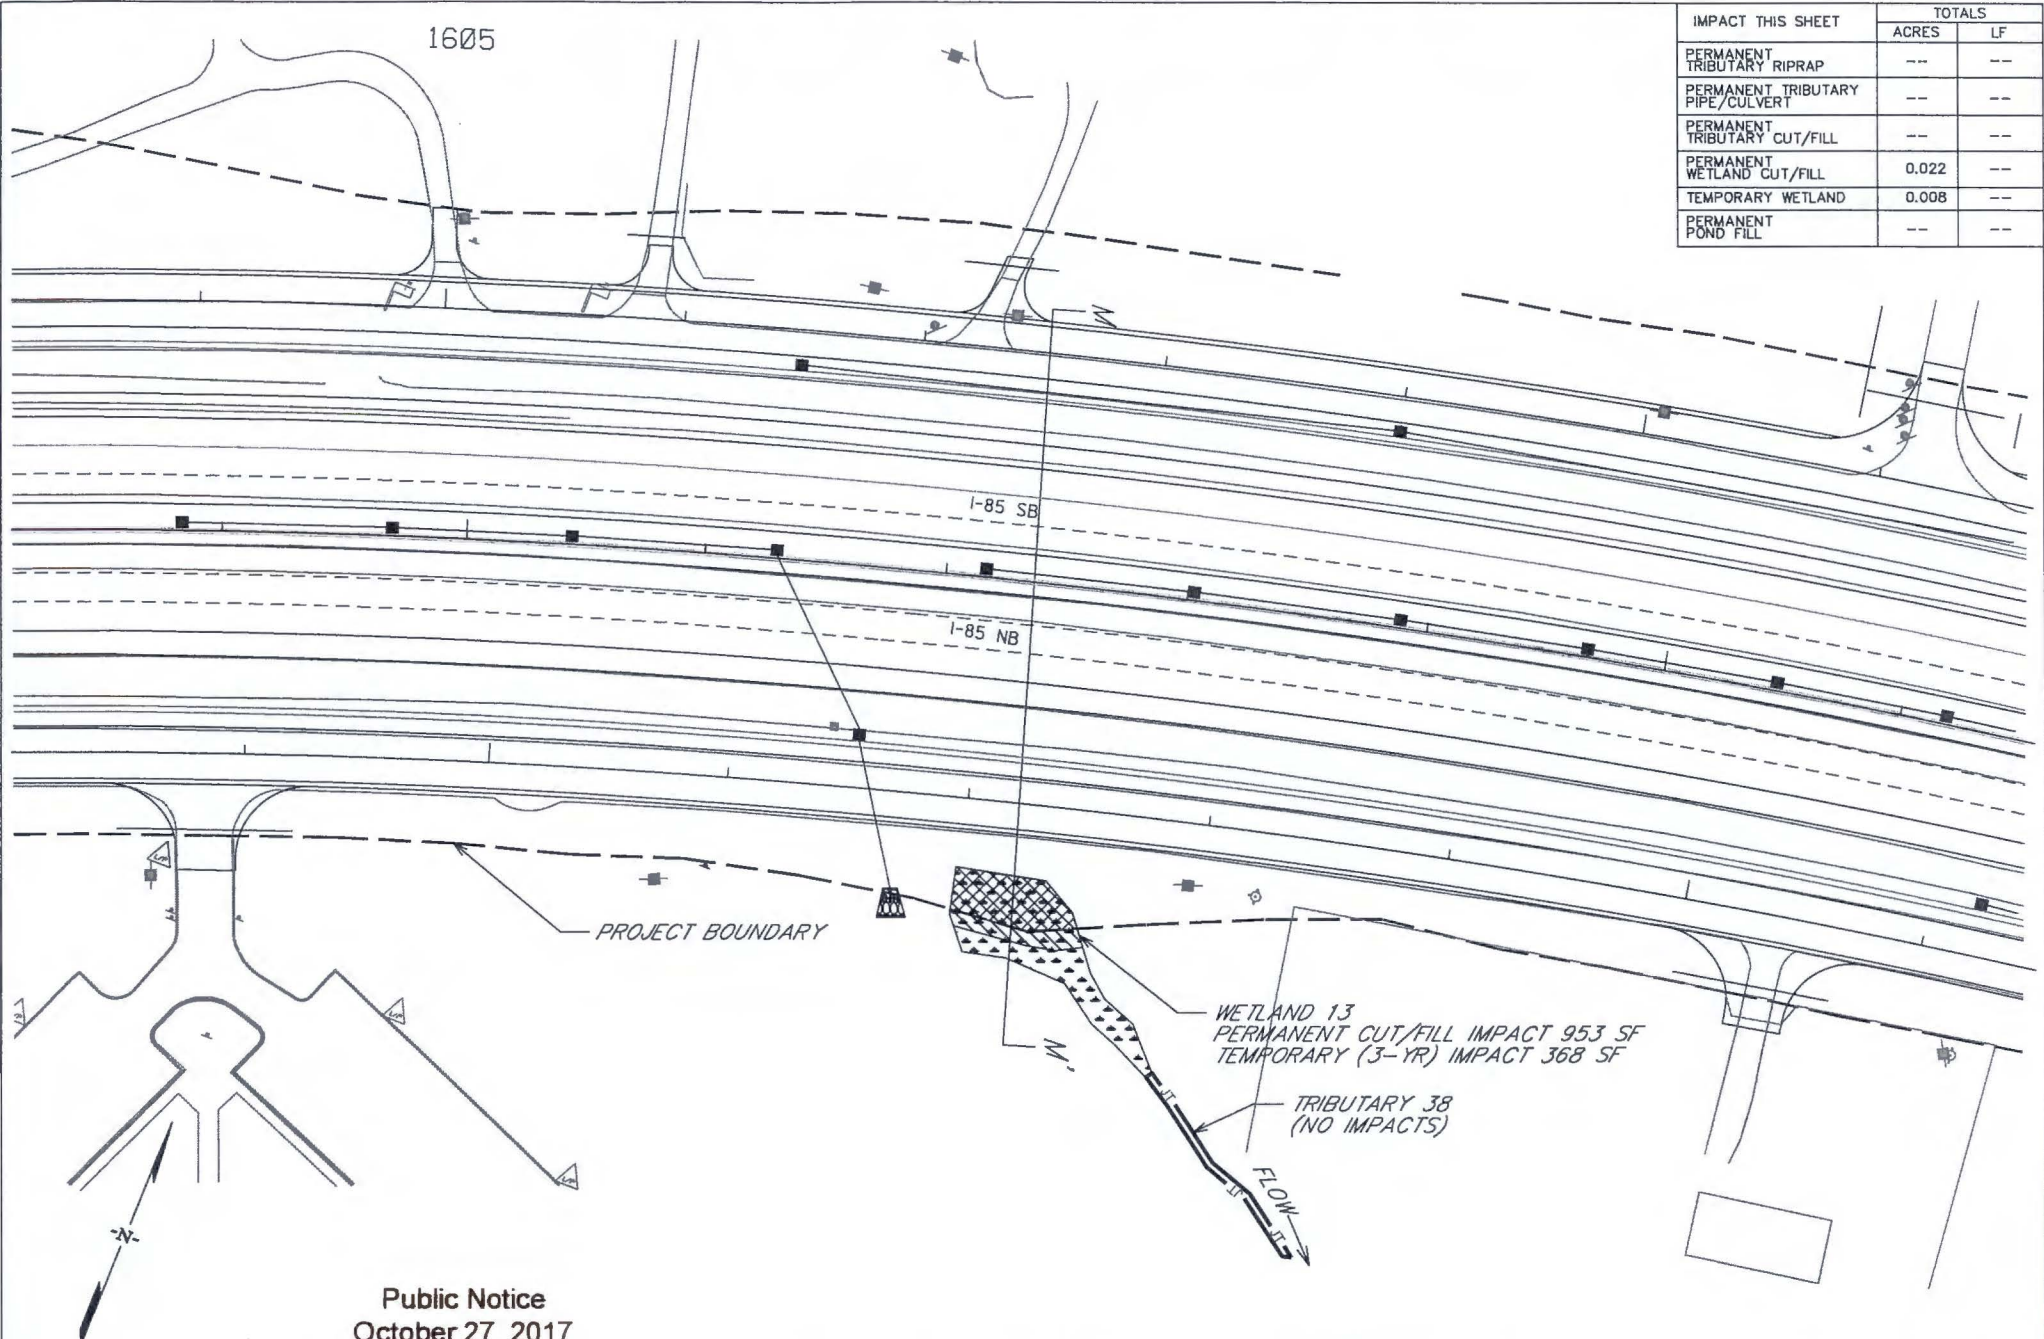 1605
IMPACT THIS SHEET
TOTALS
ACRES LF
PERMANENT
TRIBUTARY RIPRAP -- --
PERMANENT TRIBUTARY
PIPE/CULVERT -- --
PERMANENT
TRIBUTARY CUT/FILL -- --
PERMANENT
WETLAND CUT/FILL 0.022 --
TEMPORARY WETLAND 0.008 --
PERMANENT
POND FILL -- --
M
I-85 SB
I-85 NB
PROJECT BOUNDARY
WETLAND 13
PERMANENT CUT/FILL IMPACT 953 SF
TEMPORARY (3-YR) IMPACT 368 SF
M'
TRIBUTARY 38
(NO IMPACTS)
JT
JT
JT
FLOW
-N-
Public Notice
October 27, 2017